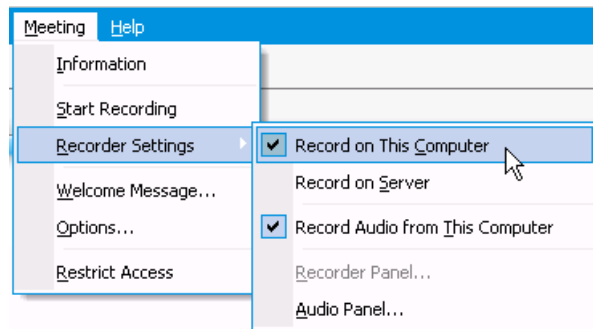 Meeting Help
Information
Start Recording
Recorder Settings
Welcome Message...
Options...
Restrict Access
Record on This Computer
Record on Server
Record Audio from This Computer
Recorder Panel...
Audio Panel...